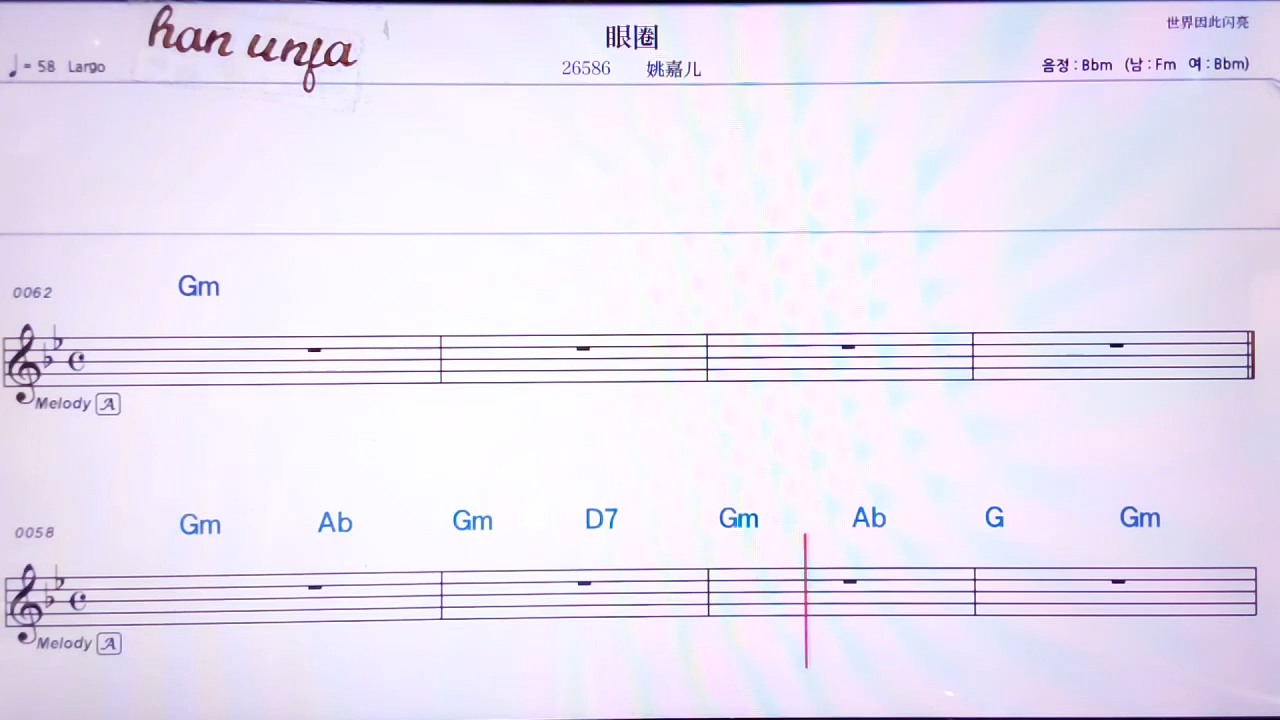 han unfa
眼圈
世界因此闪亮
♩= 58 Largo
26586 姚嘉儿
음정 : Bbm (남 : Fm 여 : Bbm)
0062 Gm
Melody A
0058 Gm Ab Gm D7 Gm Ab G Gm
Melody A